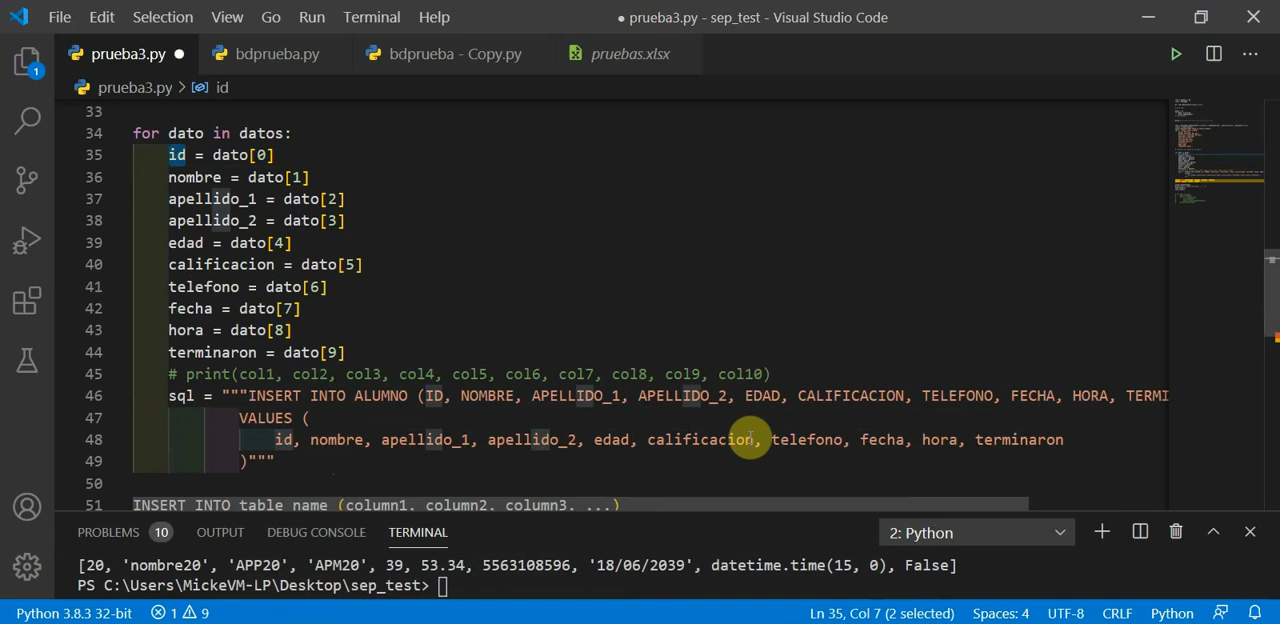 File Edit Selection View Go Run Terminal Help ● prueba3.py - sep_test - Visual Studio Code
prueba3.py ● bdprueba.py bdprueba - Copy.py pruebas.xlsx
1
prueba3.py > id
33
34 for dato in datos:
35 id = dato[0]
36 nombre = dato[1]
37 apellido_1 = dato[2]
38 apellido_2 = dato[3]
39 edad = dato[4]
40 calificacion = dato[5]
41 telefono = dato[6]
42 fecha = dato[7]
43 hora = dato[8]
44 terminaron = dato[9]
45 # print(col1, col2, col3, col4, col5, col6, col7, col8, col9, col10)
46 sql = """INSERT INTO ALUMNO (ID, NOMBRE, APELLIDO_1, APELLIDO_2, EDAD, CALIFICACION, TELEFONO, FECHA, HORA, TERMI
47 VALUES (
48 id, nombre, apellido_1, apellido_2, edad, calificacion, telefono, fecha, hora, terminaron
49 )"""
50
51 INSERT INTO table_name (column1, column2, column3, ...)
PROBLEMS 10 OUTPUT DEBUG CONSOLE TERMINAL 2: Python
[20, 'nombre20', 'APP20', 'APM20', 39, 53.34, 5563108596, '18/06/2039', datetime.time(15, 0), False]
PS C:\Users\MickeVM-LP\Desktop\sep_test>
Python 3.8.3 32-bit 1 9 Ln 35, Col 7 (2 selected) Spaces: 4 UTF-8 CRLF Python